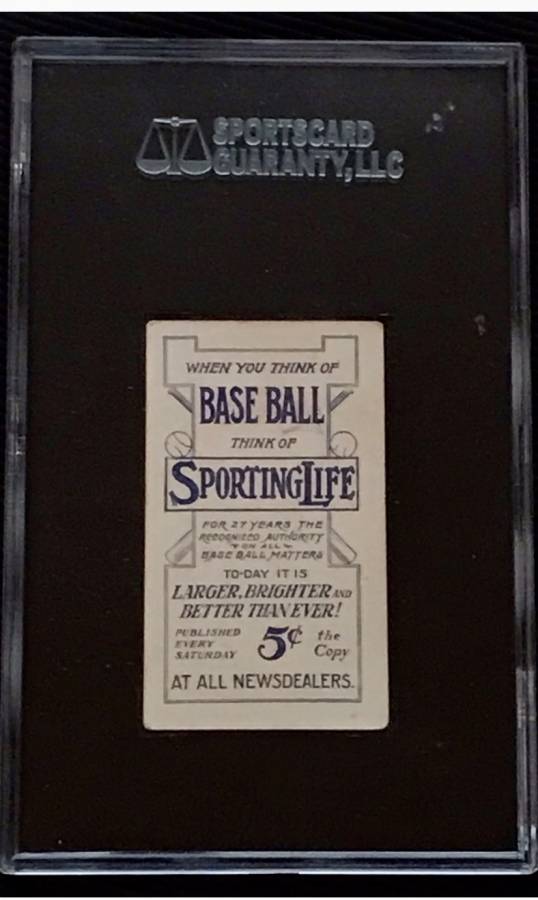 SPORTSCARD
GUARANTY, LLC
WHEN YOU THINK OF
BASE BALL
THINK OF
SPORTING LIFE
FOR 27 YEARS THE
RECOGNIZED AUTHORITY
ON ALL
BASE BALL MATTERS
TO-DAY IT IS
LARGER, BRIGHTER AND
BETTER THAN EVER!
PUBLISHED
EVERY
SATURDAY
5¢ the
Copy
AT ALL NEWSDEALERS.